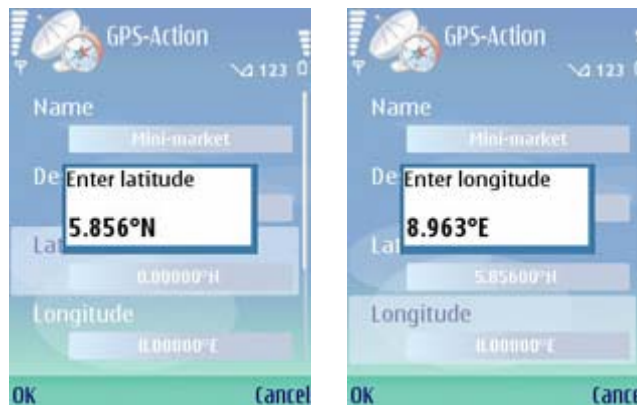 GPS-Action
123
Name
Mini-market
De
Enter latitude
5.856°N
Lat
0.00000°N
Longitude
0.00000°E
OK Cancel
GPS-Action
123
Name
Mini-market
De
Enter longitude
8.963°E
Lat
5.85600°N
Longitude
0.00000°E
OK Cance